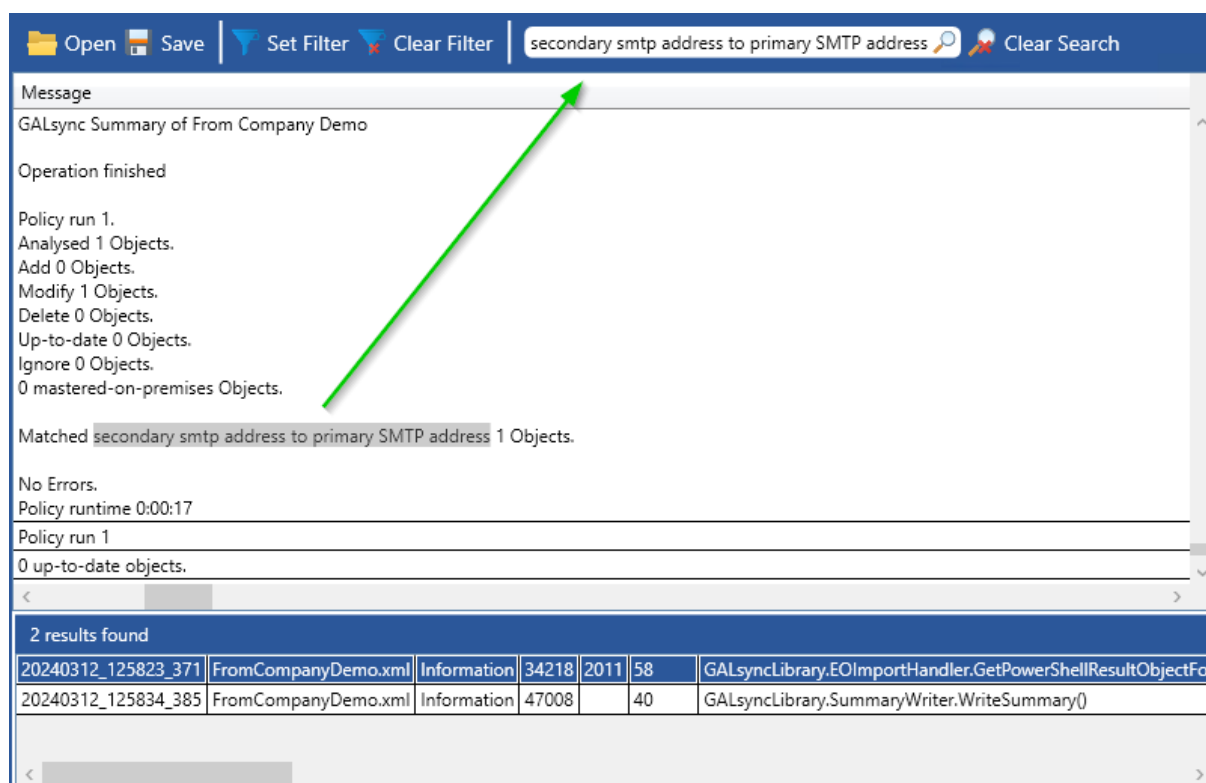 Open Save Set Filter Clear Filter secondary smtp address to primary SMTP address Clear Search
Message
GALsync Summary of From Company Demo
Operation finished
Policy run 1.
Analysed 1 Objects.
Add 0 Objects.
Modify 1 Objects.
Delete 0 Objects.
Up-to-date 0 Objects.
Ignore 0 Objects.
0 mastered-on-premises Objects.
Matched secondary smtp address to primary SMTP address 1 Objects.
No Errors.
Policy runtime 0:00:17
Policy run 1
0 up-to-date objects.
2 results found
20240312_125823_371 FromCompanyDemo.xml Information 34218 2011 58 GALsyncLibrary.EOImportHandler.GetPowerShellResultObjectFo
20240312_125834_385 FromCompanyDemo.xml Information 47008 40 GALsyncLibrary.SummaryWriter.WriteSummary()